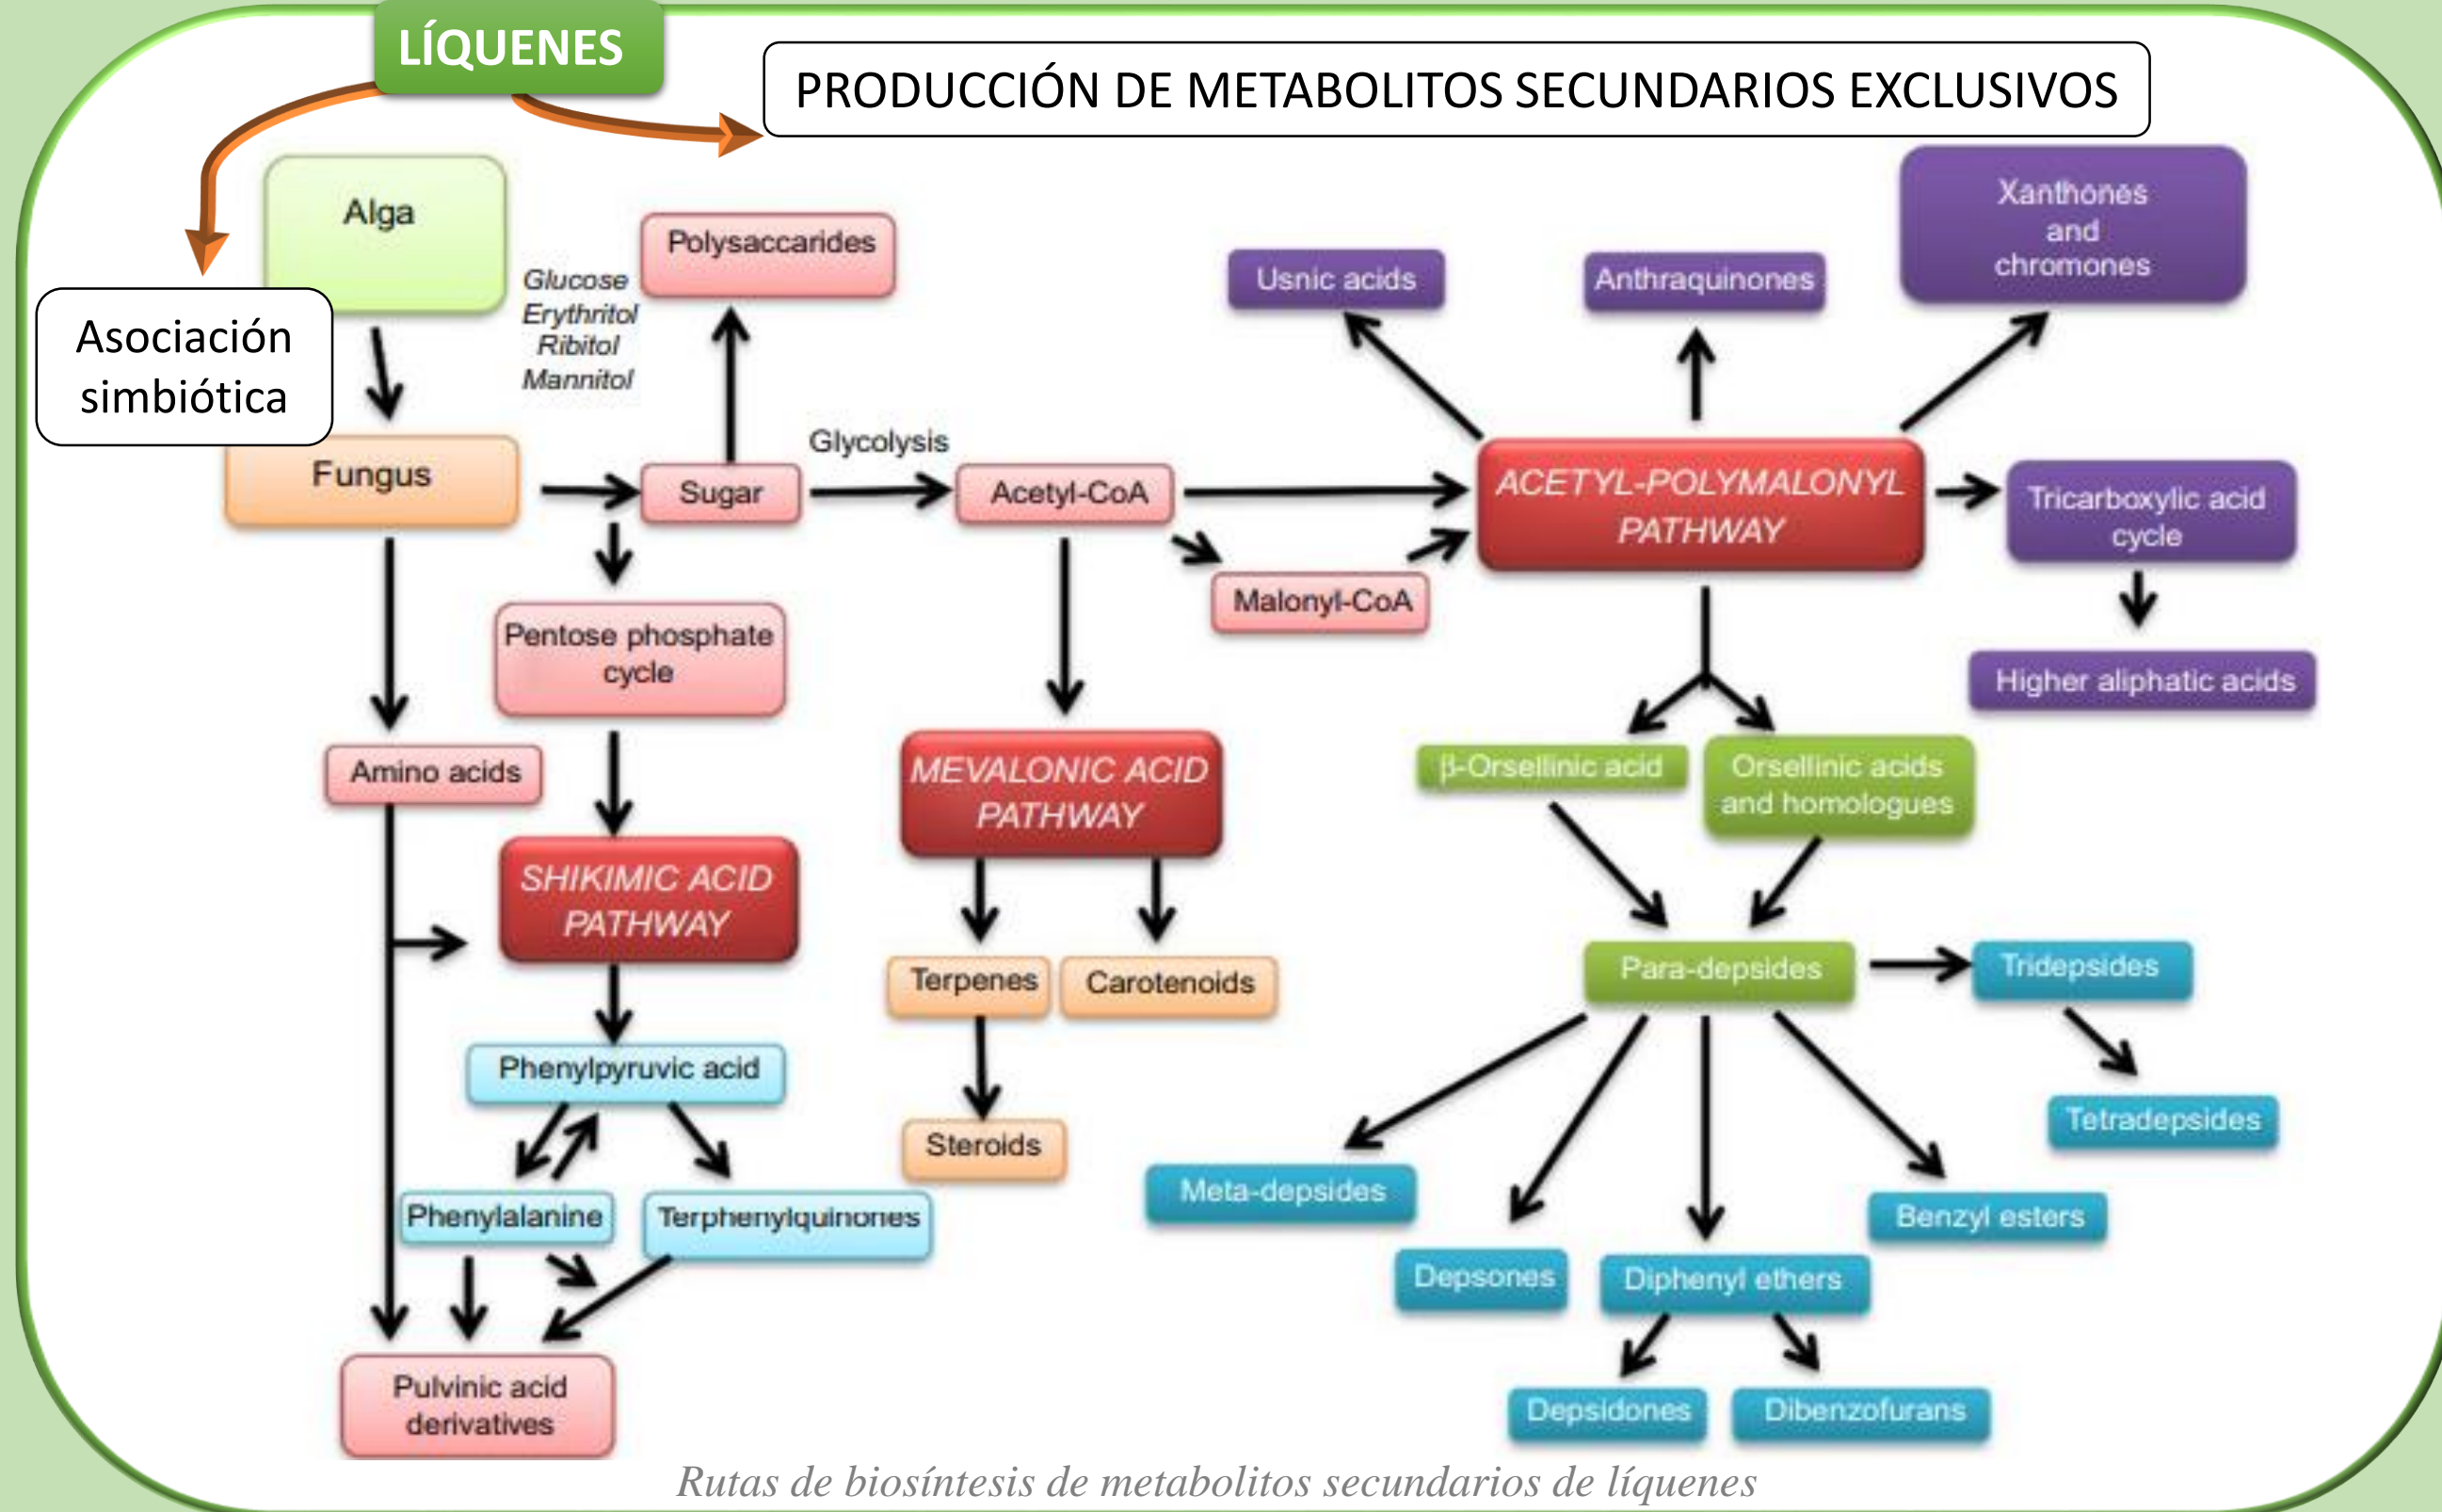 LÍQUENES
PRODUCCIÓN DE METABOLITOS SECUNDARIOS EXCLUSIVOS
Asociación
simbiótica
Alga
Glucose
Erythritol
Ribitol
Mannitol
Polysaccarides
Usnic acids
Anthraquinones
Xanthones
and
chromones
Fungus
Sugar
Glycolysis
Acetyl-CoA
Malonyl-CoA
ACETYL-POLYMALONYL
PATHWAY
Tricarboxylic acid
cycle
Higher aliphatic acids
Pentose phosphate
cycle
Amino acids
SHIKIMIC ACID
PATHWAY
MEVALONIC ACID
PATHWAY
β-Orsellinic acid
Orsellinic acids
and homologues
Terpenes
Carotenoids
Steroids
Para-depsides
Tridepsides
Tetradepsides
Phenylpyruvic acid
Phenylalanine
Terphenylquinones
Meta-depsides
Depsones
Diphenyl ethers
Benzyl esters
Depsidones
Dibenzofurans
Pulvinic acid
derivatives
Rutas de biosíntesis de metabolitos secundarios de líquenes